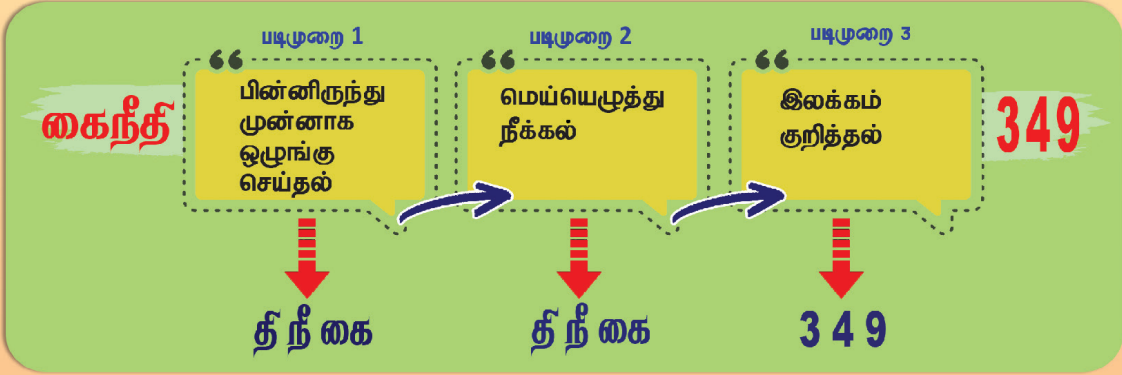 படிமுறை 1
படிமுறை 2
படிமுறை 3
கைநீதி
பின்னிருந்து
முன்னாக
ஒழுங்கு
செய்தல்
மெய்யெழுத்து
நீக்கல்
இலக்கம்
குறித்தல்
349
தி நீ கை
தி நீ கை
3 4 9